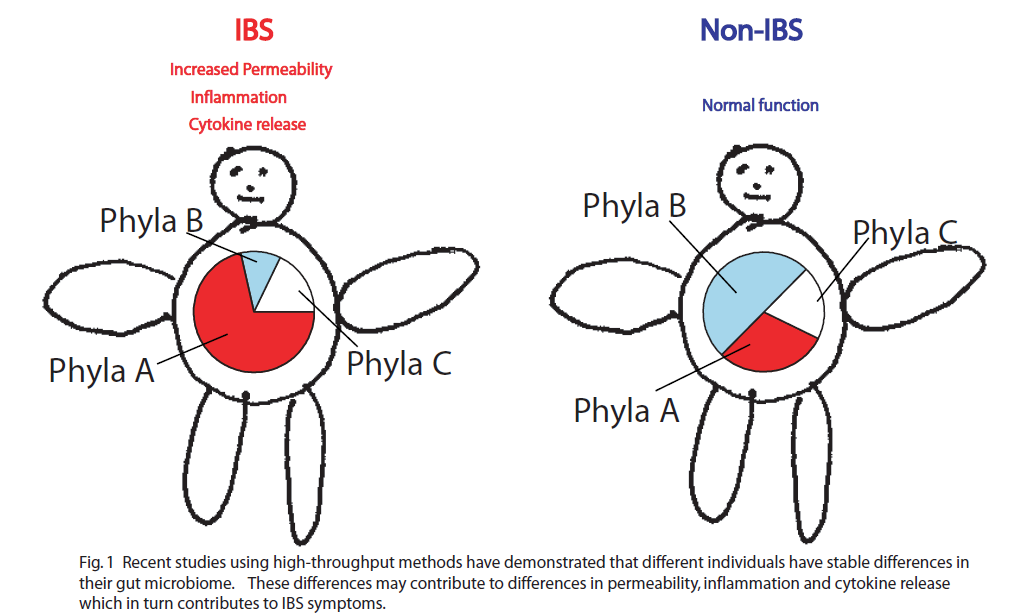 IBS
Increased Permeability
Inflammation
Cytokine release
Phyla B
Phyla A
Phyla C
Non-IBS
Normal function
Phyla B
Phyla C
Phyla A
Fig. 1 Recent studies using high-throughput methods have demonstrated that different individuals have stable differences in
their gut microbiome. These differences may contribute to differences in permeability, inflammation and cytokine release
which in turn contributes to IBS symptoms.